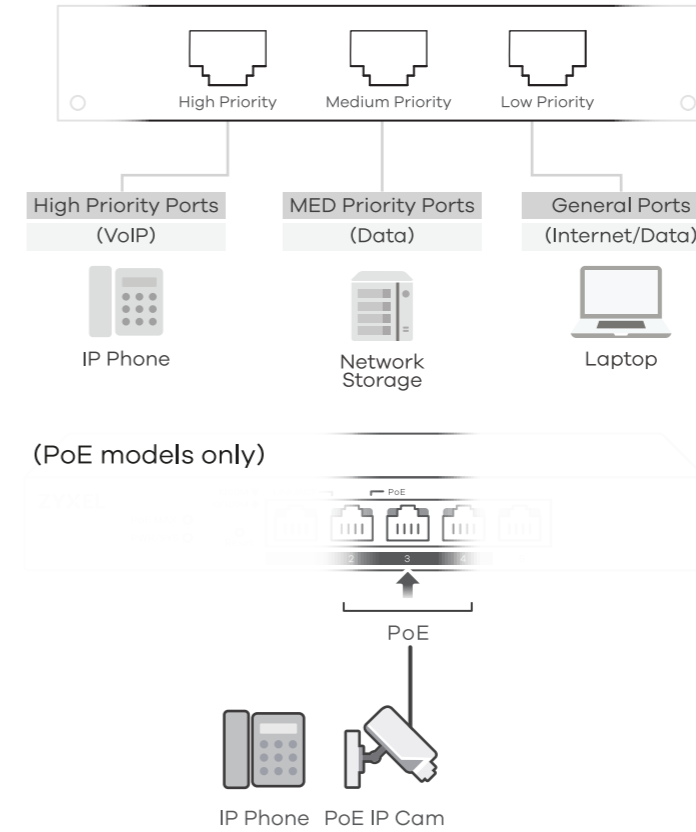 High Priority Medium Priority Low Priority
High Priority Ports MED Priority Ports General Ports
(VoIP) (Data) (Internet/Data)
IP Phone Network Storage Laptop
(PoE models only)
ZYXEL
PoE
2 3 4
PoE
IP Phone PoE IP Cam